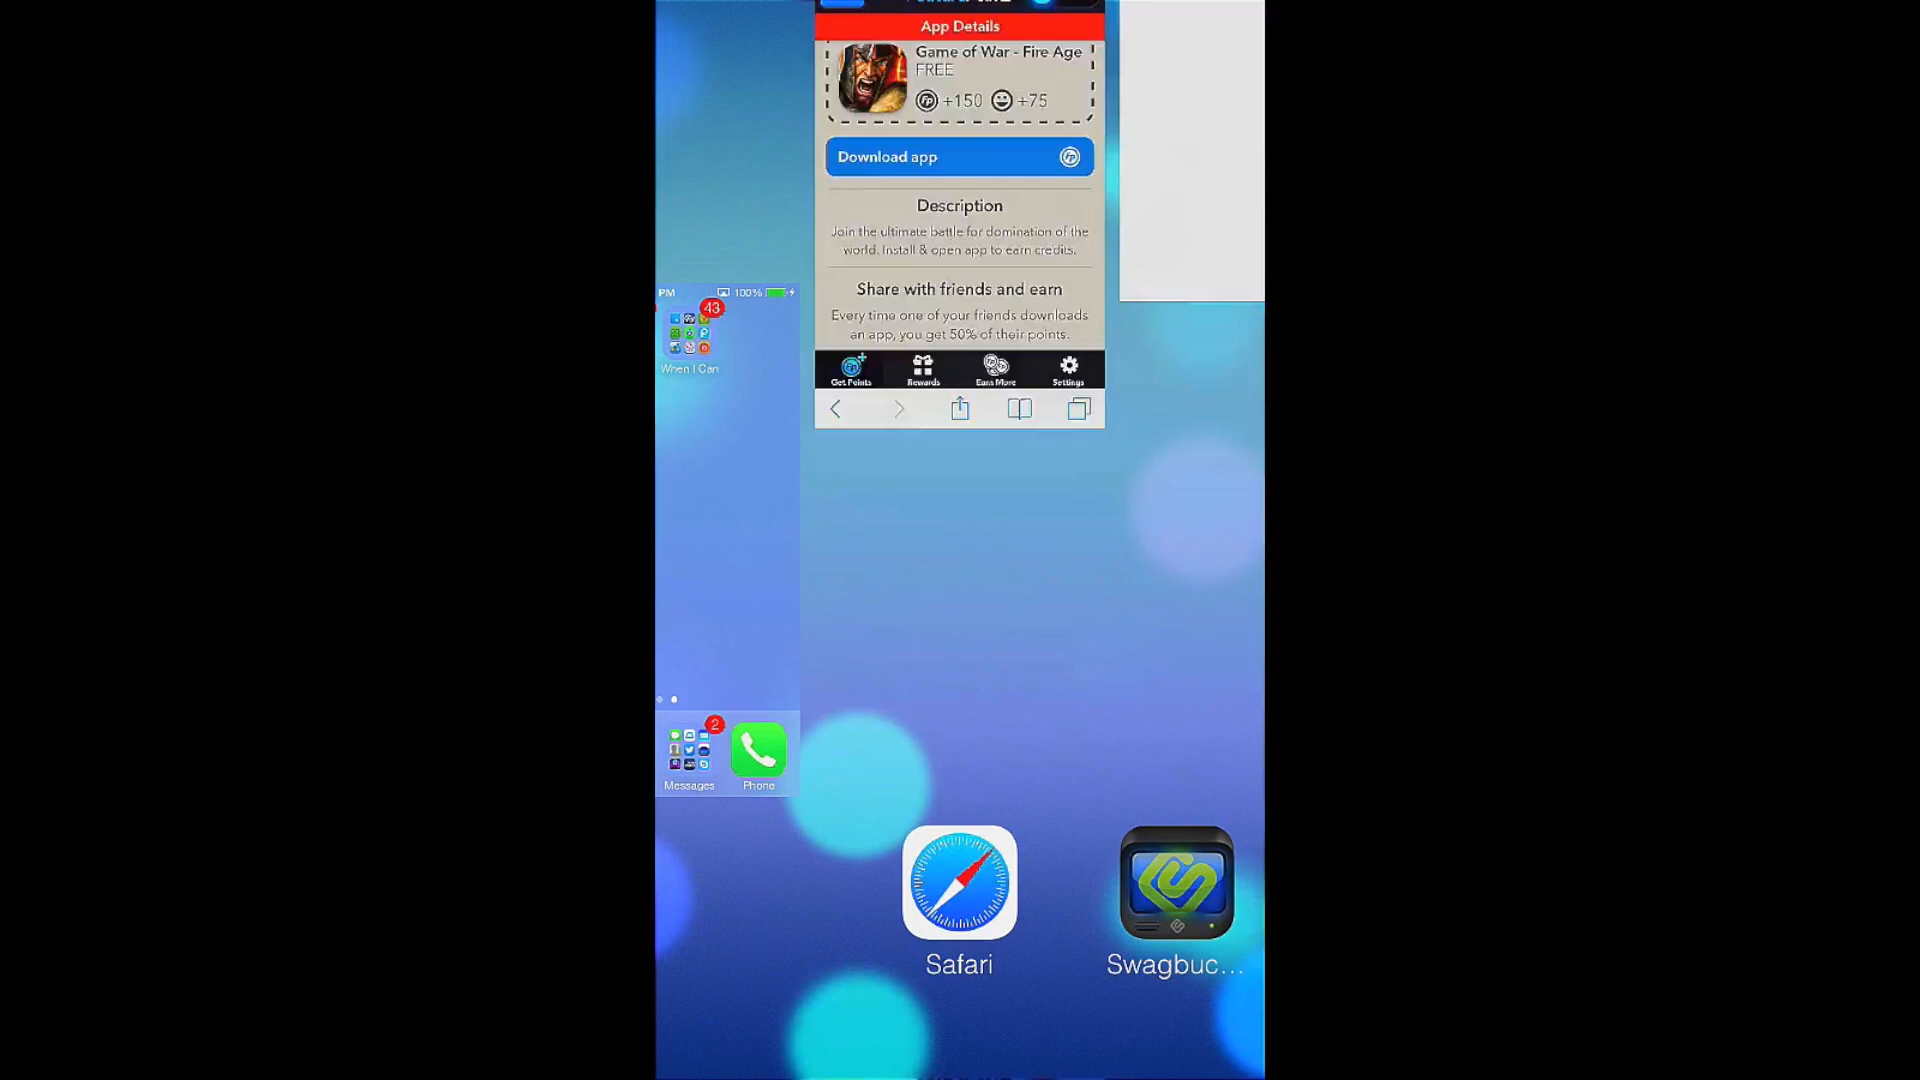 App Details
Game of War - Fire Age
FREE
+150 +75
Download app
Description
Join the ultimate battle for domination of the
world. Install & open app to earn credits.
Share with friends and earn
Every time one of your friends downloads
an app, you get 50% of their points.
Get Points Rewards Earn More Settings
PM 100%
43
When I Can
2
Messages Phone
Safari Swagbuc...